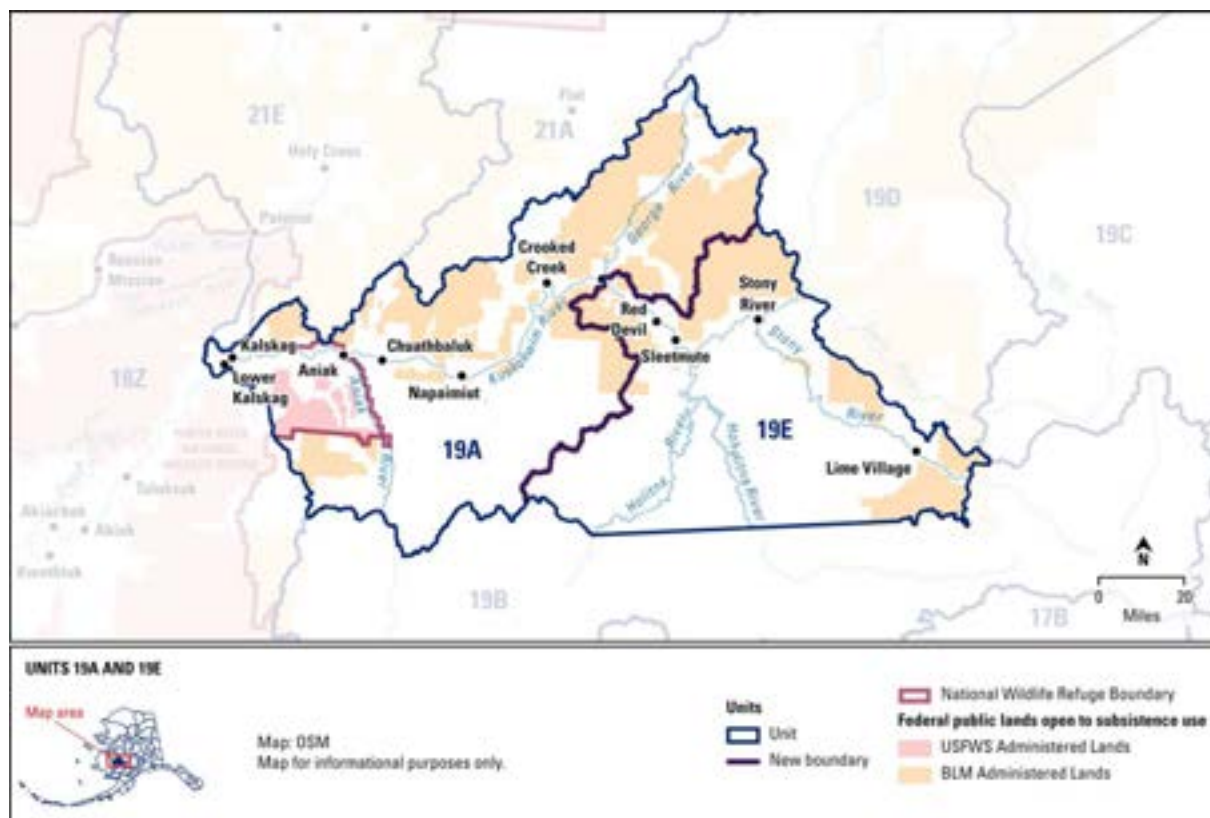 21E
Flat
21A
Holy Cross
19D
19C
Paimiut
Russian
Mission
George River
Crooked
Creek
Stony
River
Red
Devil
Kuskokwim River
Sleetmute
Stony River
Kalskag
Lower
Kalskag
Aniak
Chuathbaluk
Napaimiut
Aniak River
18Z
19A
19E
Lime Village
Holitna River
Hoholitna River
Tuluksak
Akiachak
Akiak
Kwethluk
19B
17B
N
0 20
Miles
UNITS 19A AND 19E
Map area
Map: OSM
Map for informational purposes only.
Units
Unit
New boundary
National Wildlife Refuge Boundary
Federal public lands open to subsistence use
USFWS Administered Lands
BLM Administered Lands